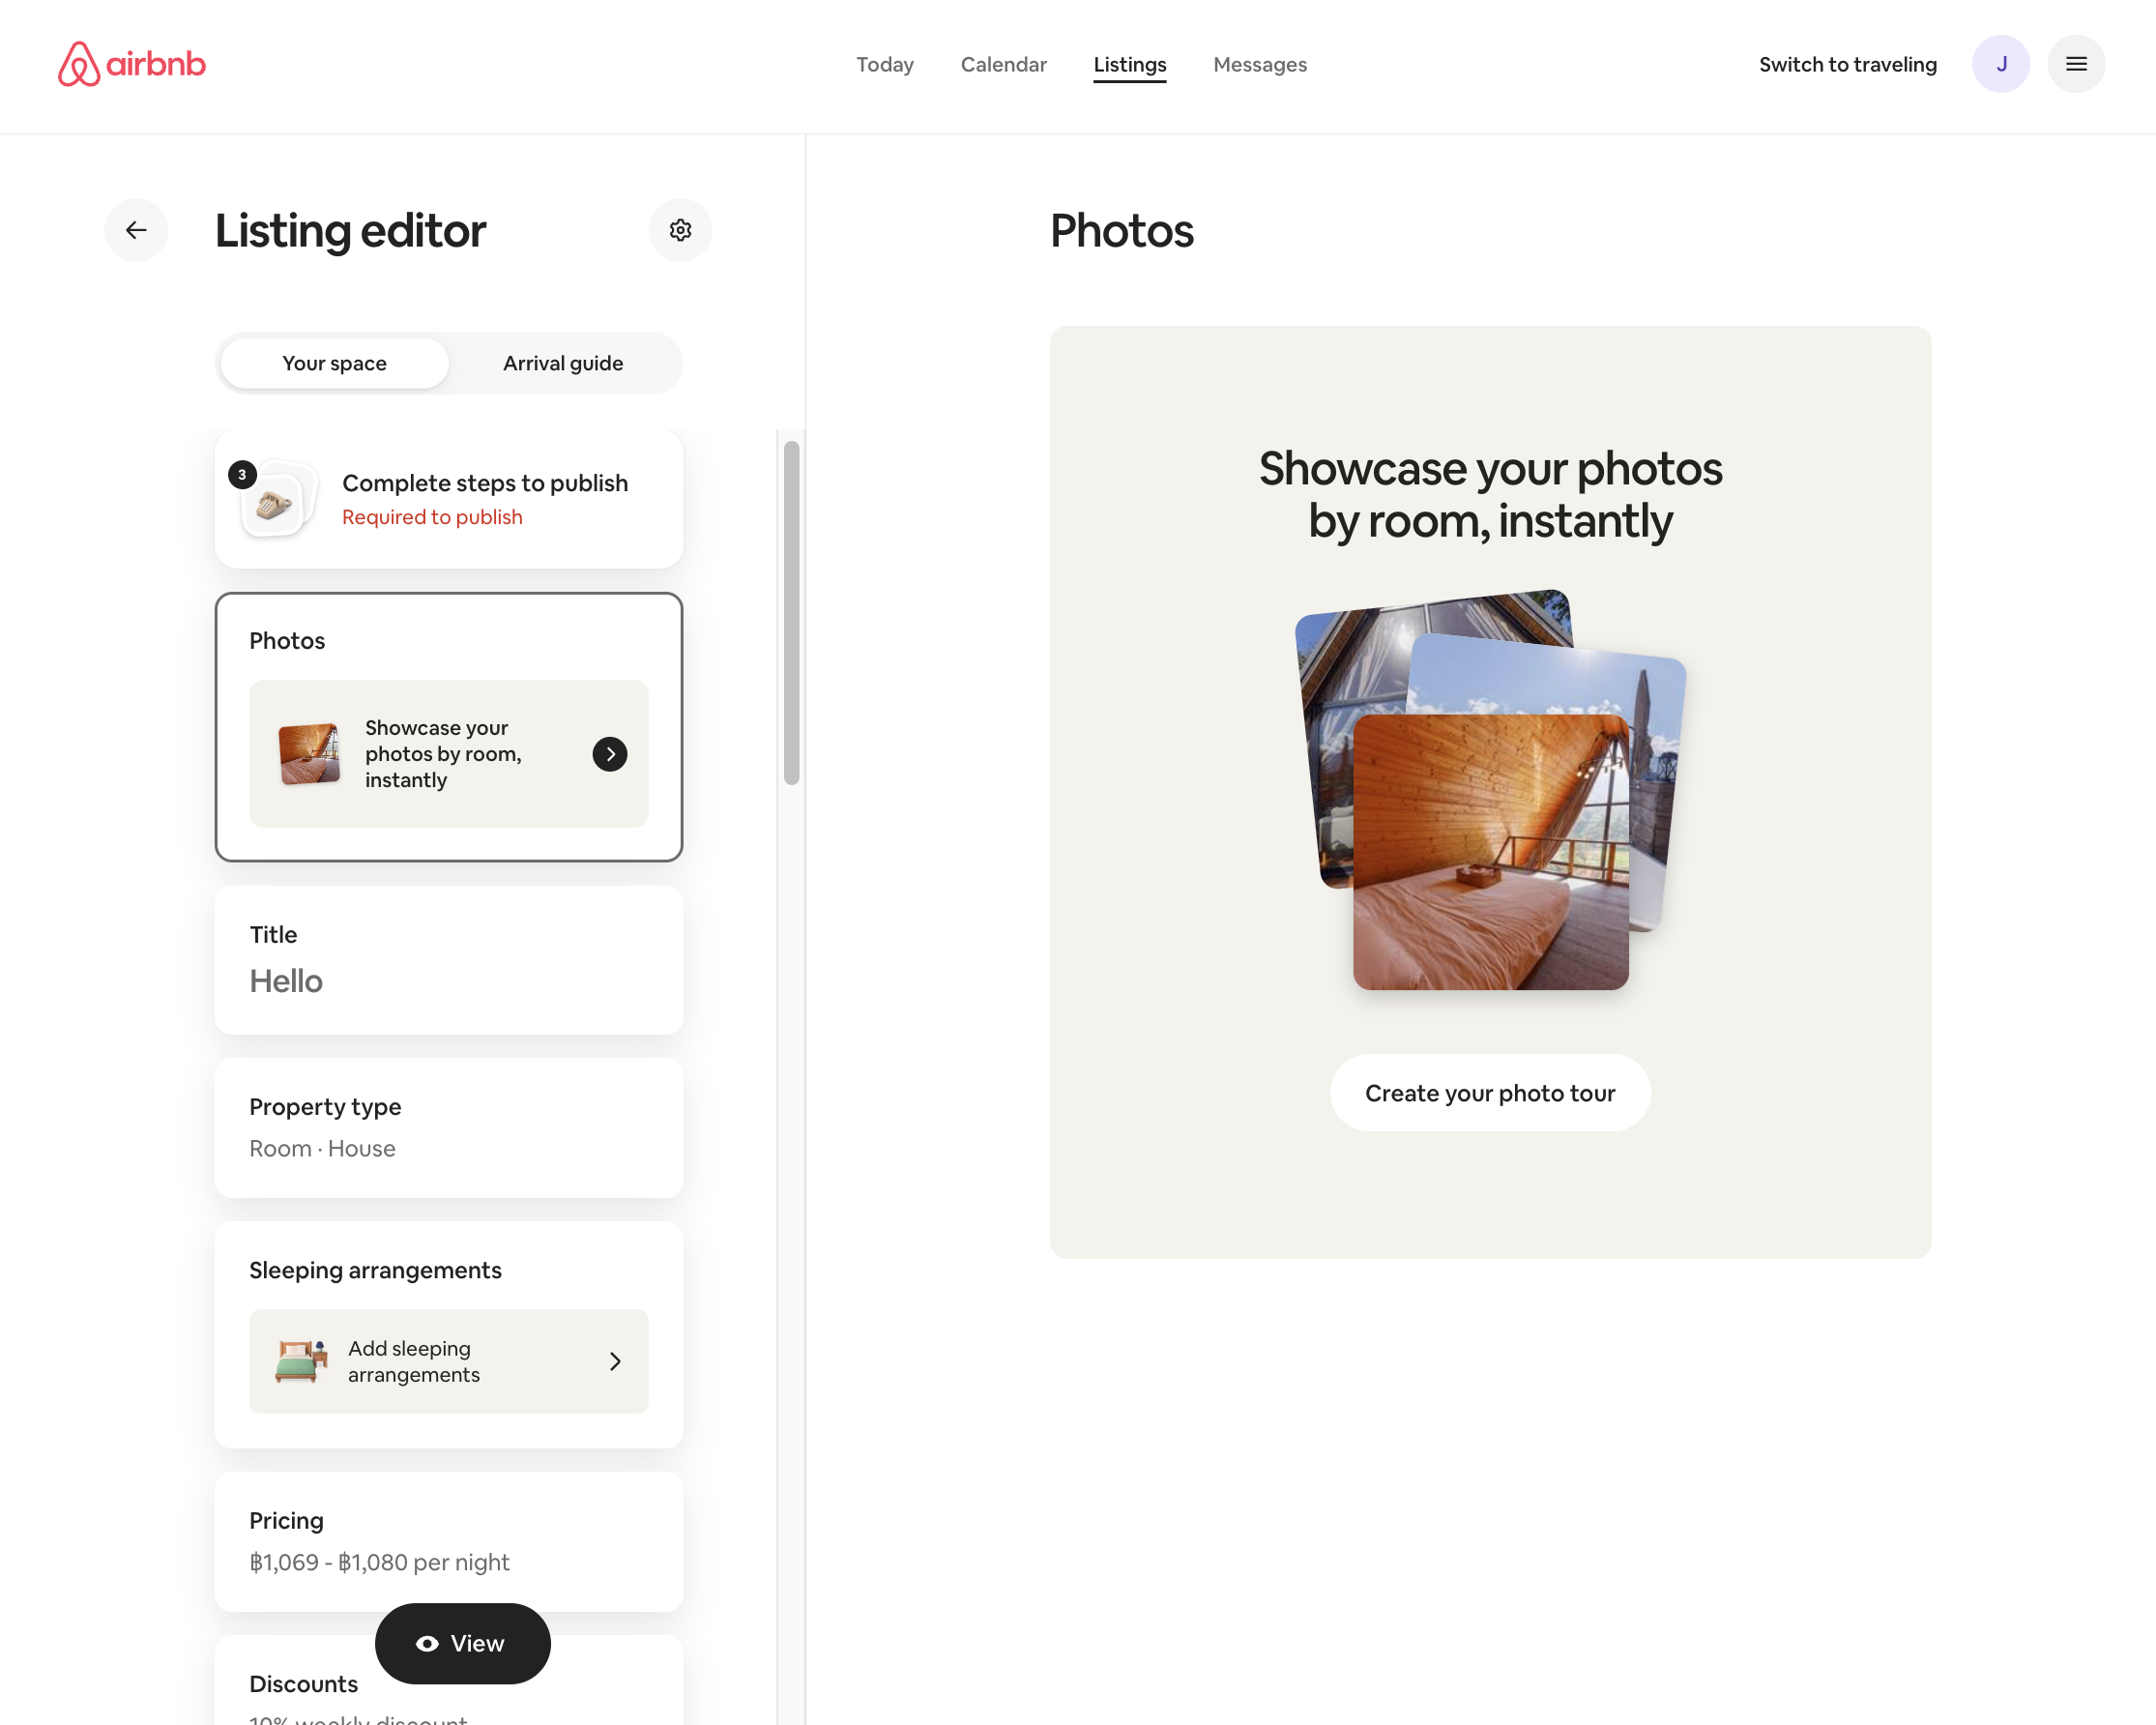 airbnb
Today
Calendar
Listings
Messages
Switch to traveling
J
Listing editor
Your space
Arrival guide
3
Complete steps to publish
Required to publish
Photos
Showcase your
photos by room,
instantly
Title
Hello
Property type
Room · House
Sleeping arrangements
Add sleeping
arrangements
Pricing
฿1,069 - ฿1,080 per night
View
Discounts
10% weekly discount
Photos
Showcase your photos
by room, instantly
Create your photo tour